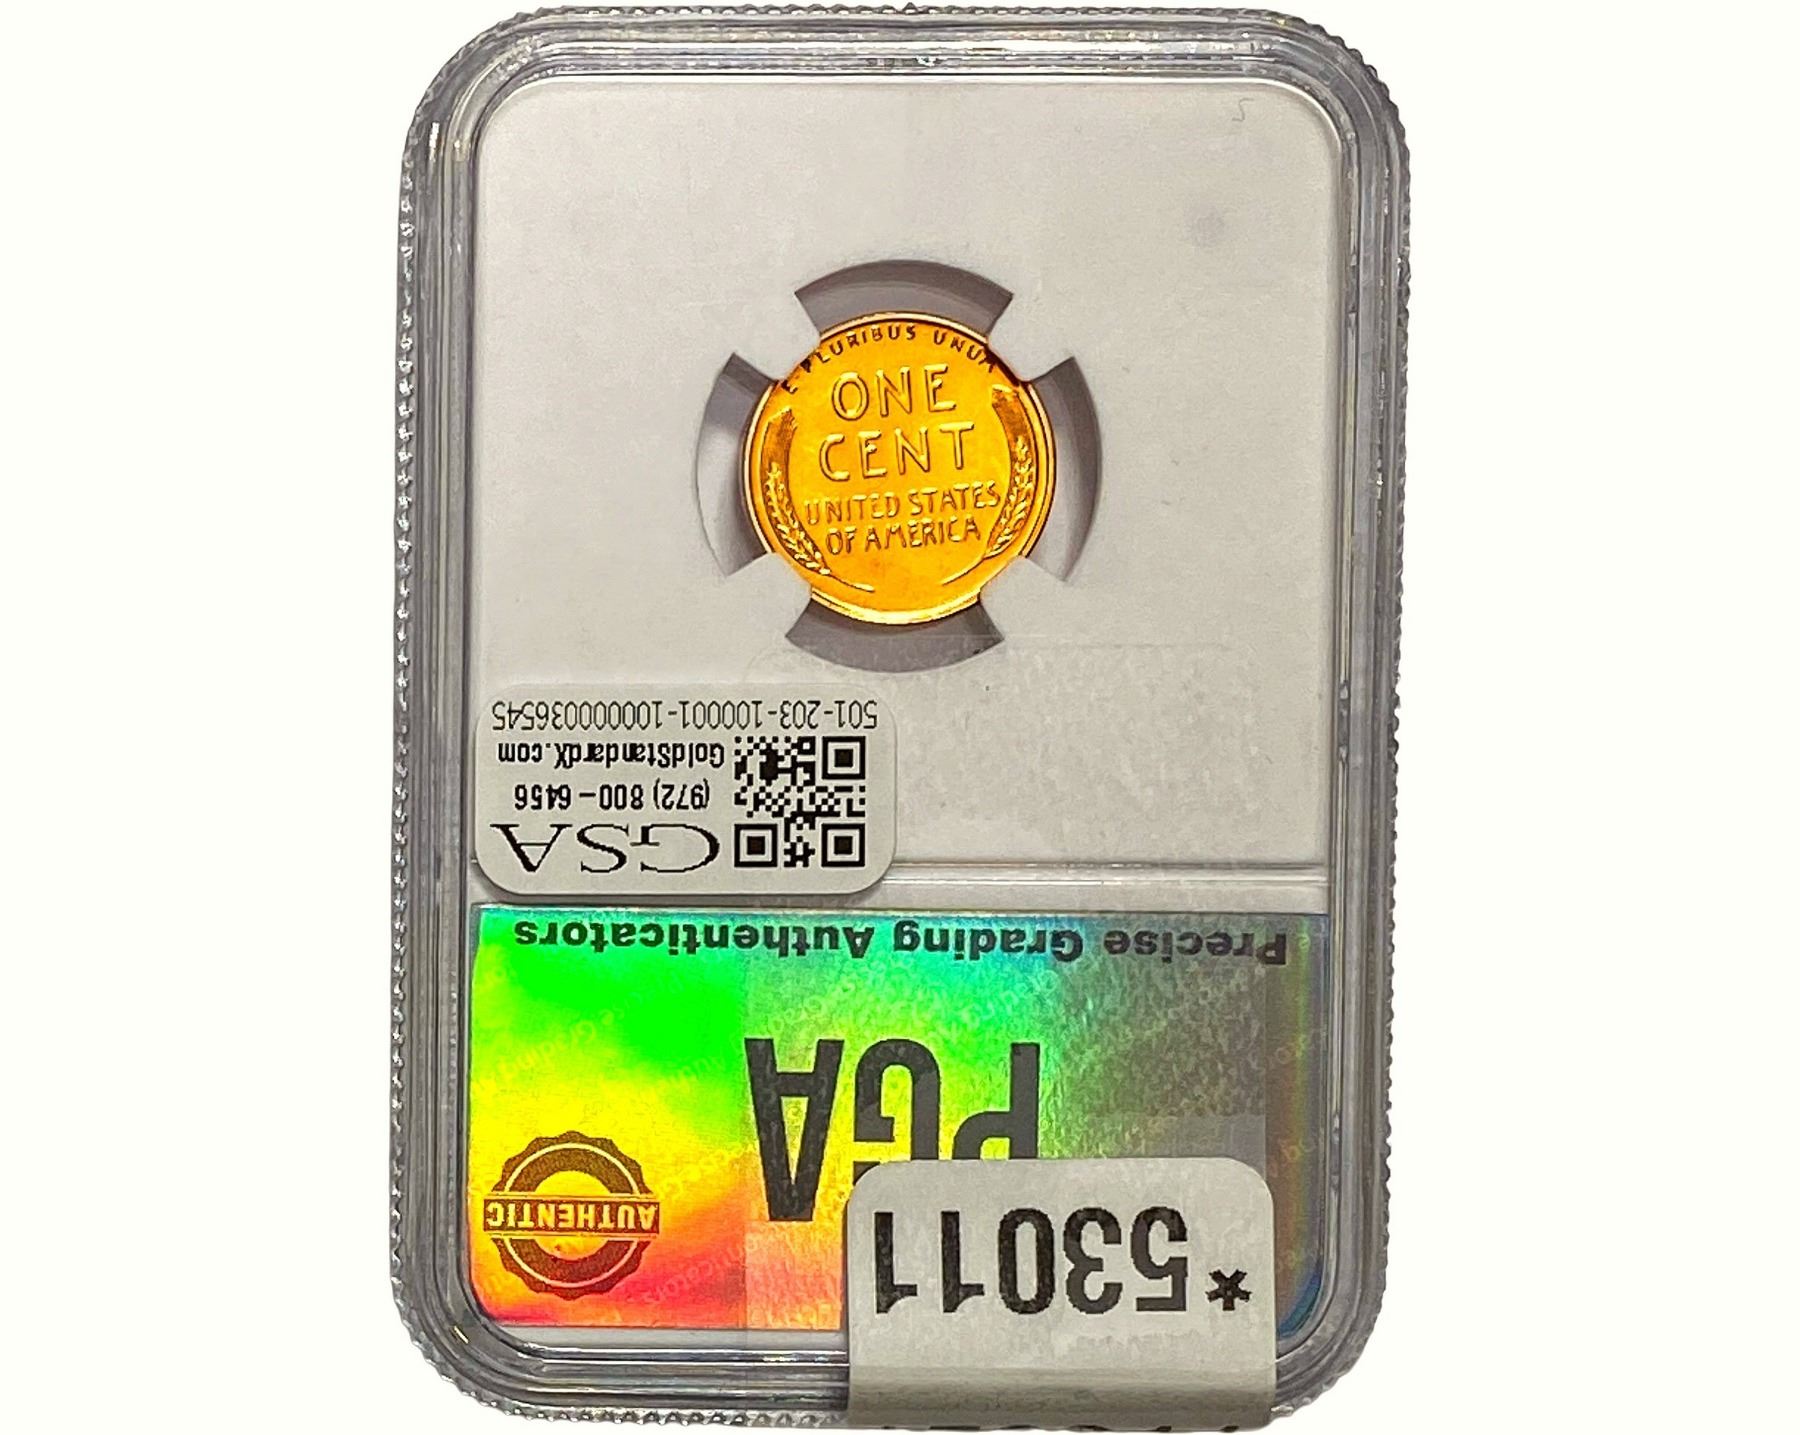 E PLURIBUS UNUM
ONE
CENT
UNITED STATES
OF AMERICA
GSA
(972) 800-6456
GoldStandardX.com
501-203-100001-10000036545
*53011
AUTHENTIC
PGA
Precise Grading Authenticators